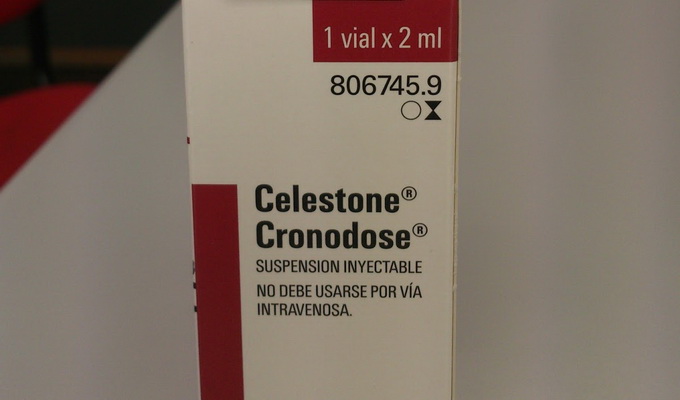 1 vial x 2 ml
806745.9
Celestone®
Cronodose®
SUSPENSION INYECTABLE
NO DEBE USARSE POR VÍA
INTRAVENOSA.